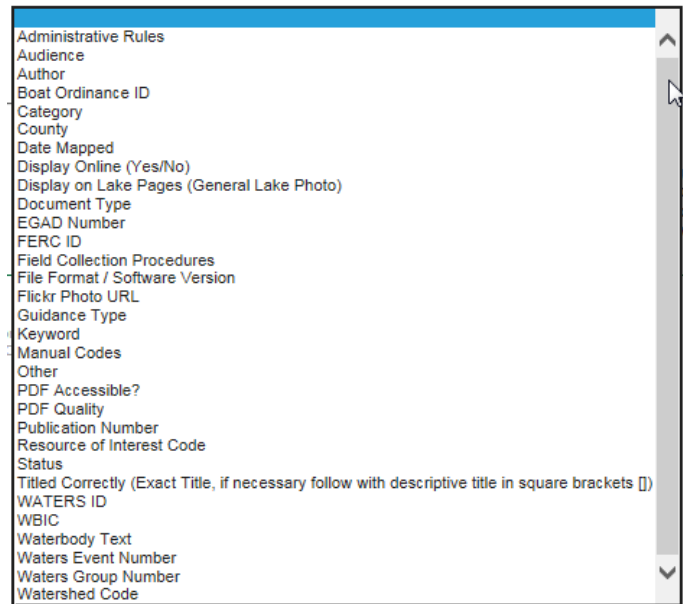 Administrative Rules
Audience
Author
Boat Ordinance ID
Category
County
Date Mapped
Display Online (Yes/No)
Display on Lake Pages (General Lake Photo)
Document Type
EGAD Number
FERC ID
Field Collection Procedures
File Format / Software Version
Flickr Photo URL
Guidance Type
Keyword
Manual Codes
Other
PDF Accessible?
PDF Quality
Publication Number
Resource of Interest Code
Status
Titled Correctly (Exact Title, if necessary follow with descriptive title in square brackets [])
WATERS ID
WBIC
Waterbody Text
Waters Event Number
Waters Group Number
Watershed Code